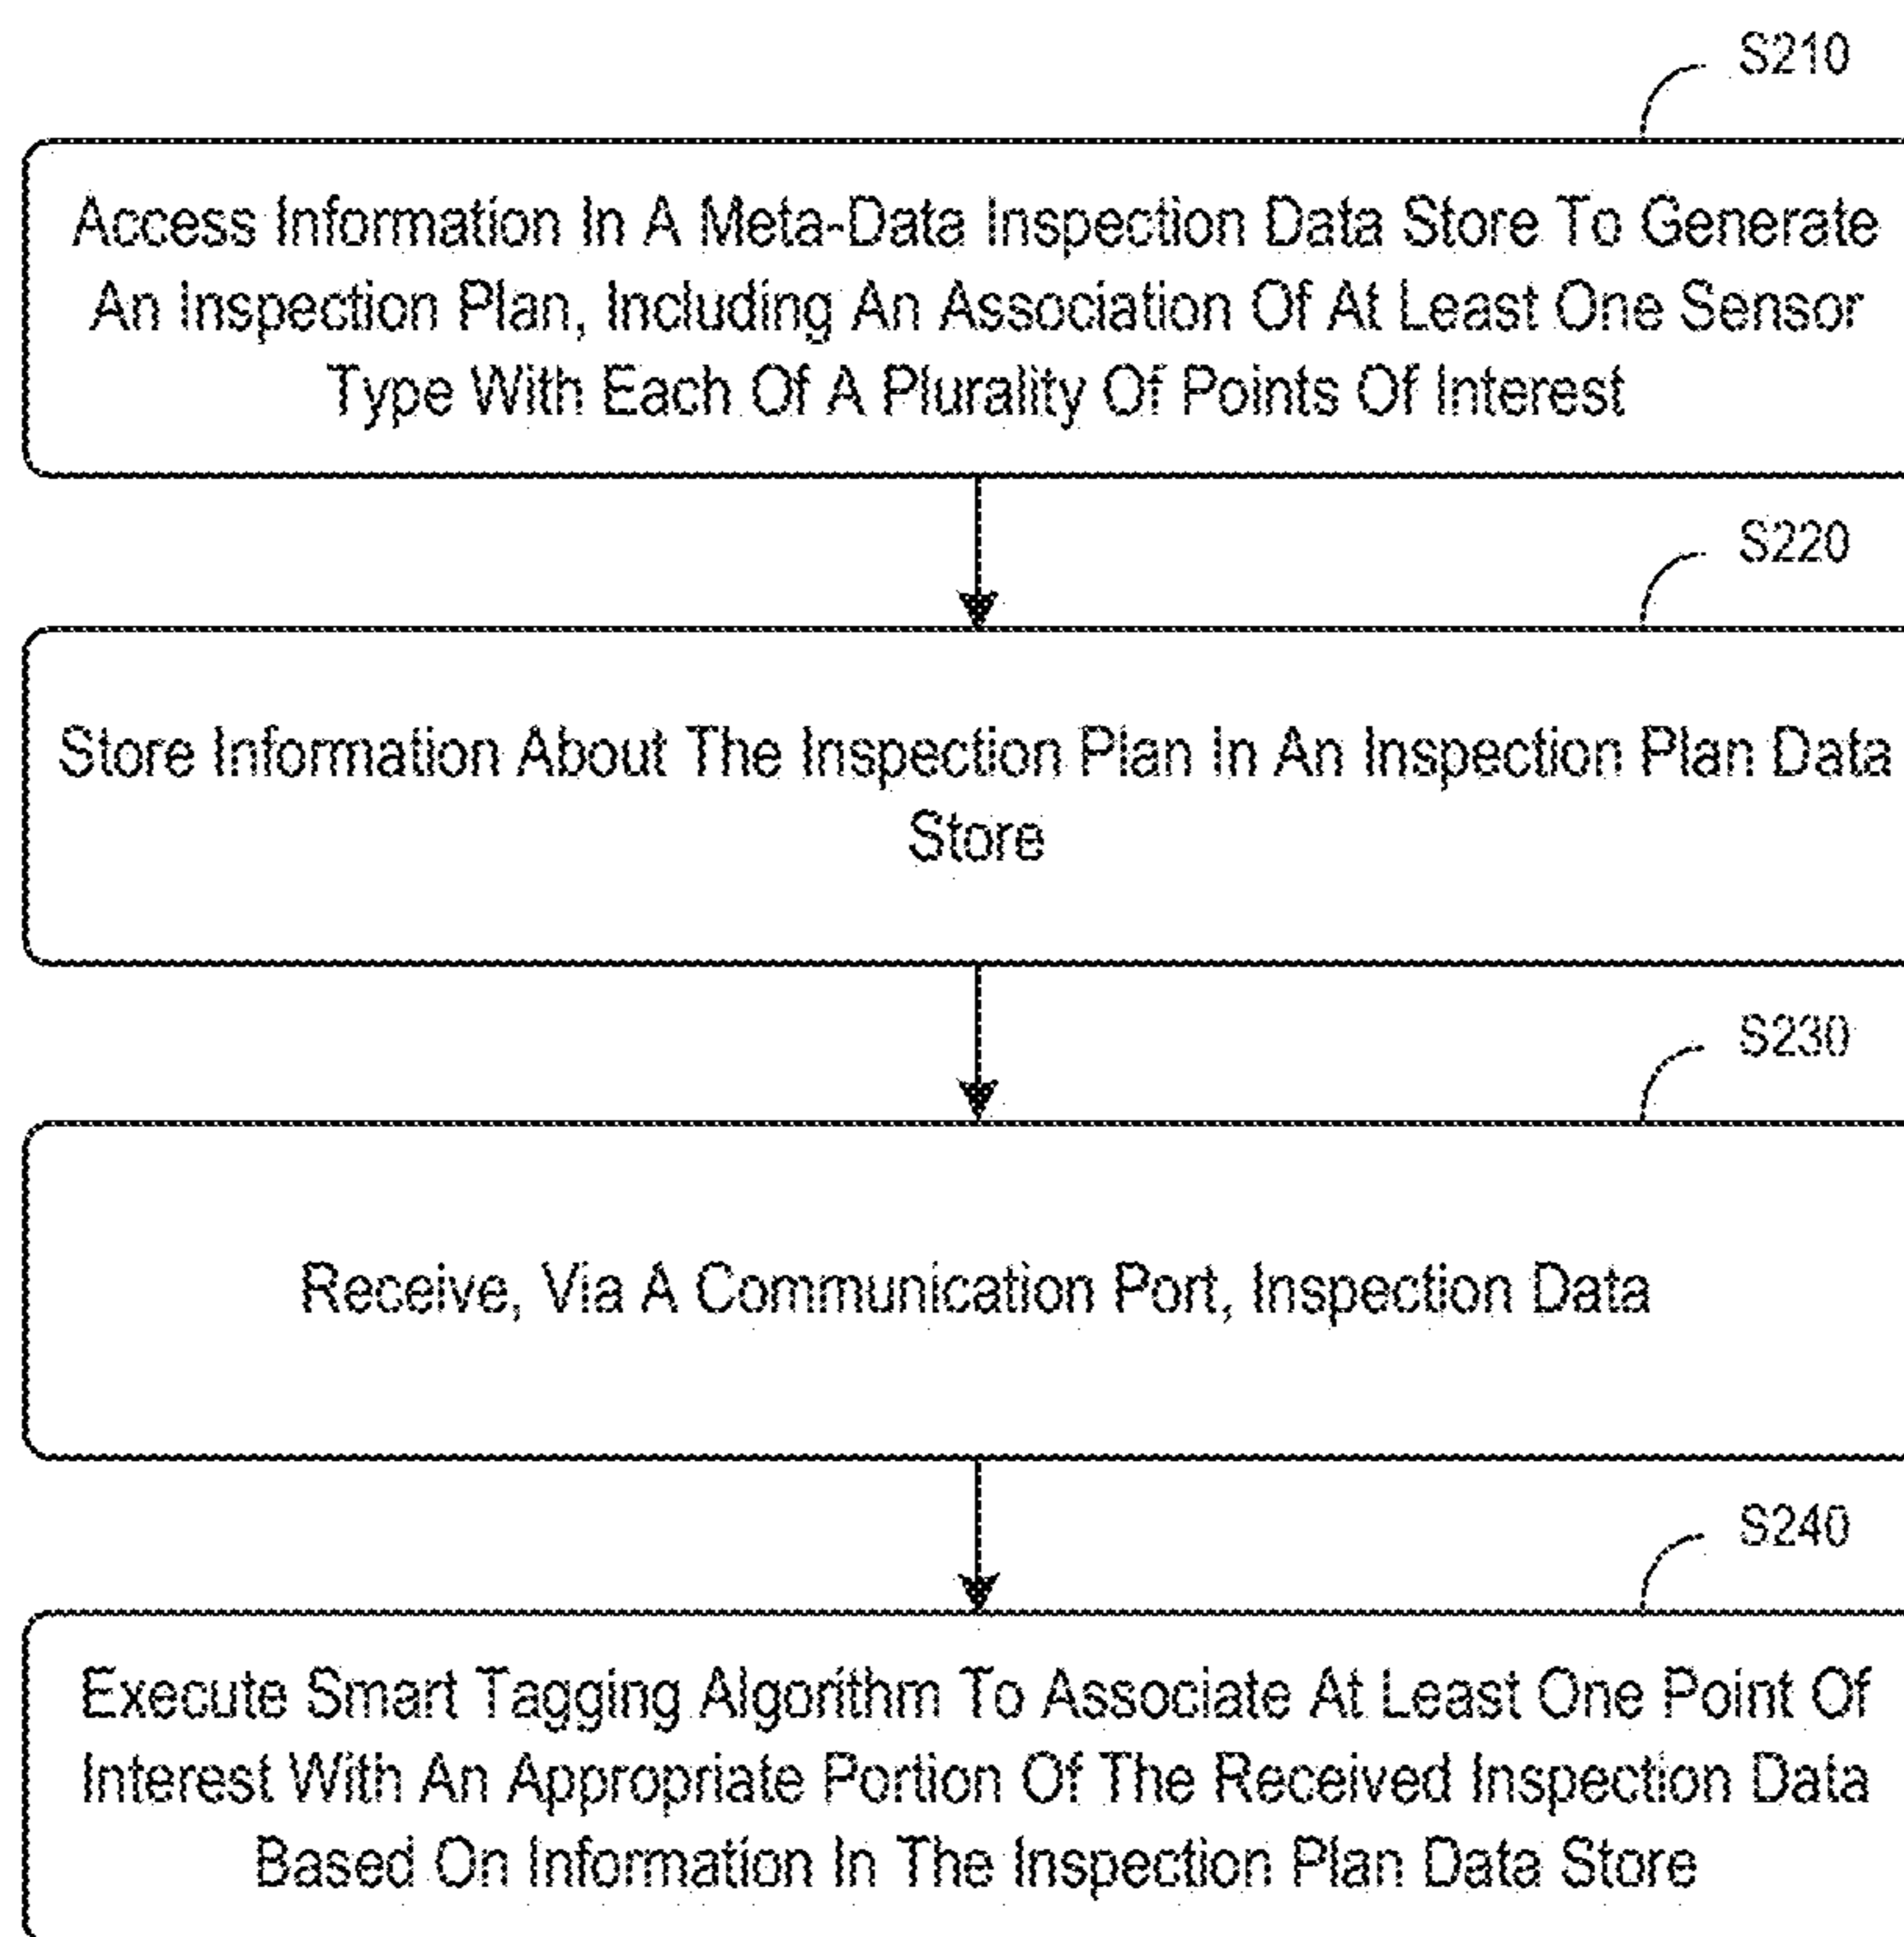 S210
Access Information In A Meta-Data Inspection Data Store To Generate
An Inspection Plan, Including An Association Of At Least One Sensor
Type With Each Of A Plurality Of Points Of Interest
S220
Store Information About The Inspection Plan In An Inspection Plan Data
Store
S230
Receive, Via A Communication Port, Inspection Data
S240
Execute Smart Tagging Algorithm To Associate At Least One Point Of
Interest With An Appropriate Portion Of The Received Inspection Data
Based On Information In The Inspection Plan Data Store